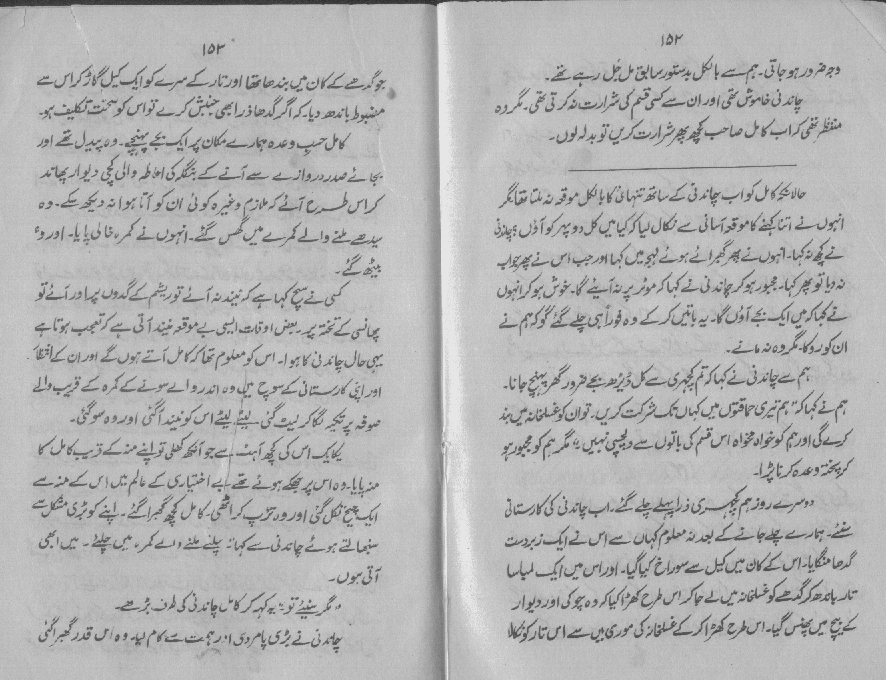 ۱۵۲
وجہ ضرور ہو جاتی۔ ہم سے بالکل بدستور سابق مل جل رہے تھے۔
چاندنی خاموش تھی اور ان سے کسی قسم کی شرارت نہ کرتی تھی۔ مگر وہ
منتظر تھی کہ اب کامل صاحب کچھ پھر شرارت کریں تو بدلہ لوں۔
حالانکہ کامل کو اب چاندنی کے ساتھ تنہائی کا بالکل موقعہ نہ ملتا تھا مگر
انہوں نے اتنا کہنے کا موقعہ آسانی سے نکال لیا کہ کیا میں کل دوپہر کو آؤں؟ چاندنی
نے کچھ نہ کہا۔ انہوں نے پھر گھبرائے ہوئے لہجہ میں کہا اور جب اس نے پھر جواب
نہ دیا تو پھر کہا۔ مجبور ہو کر چاندنی نے کہا کہ موٹر پر نہ آئیے گا۔ خوش ہو کر انہوں
نے کہا کہ میں ایک بجے آؤں گا۔ یہ باتیں کر کے وہ فوراً ہی چلے گئے گو کہ ہم نے
ان کو روکا۔ مگر وہ نہ مانے۔
ہم سے چاندنی نے کہا کہ تم کچہری سے کل ڈیڑھ بجے ضرور گھر پہنچ جانا۔
ہم نے کہا کہ "ہم تیری حماقتوں میں کہاں تک شرکت کریں۔ تو ان کو غسلخانہ میں بند
کرے گی اور ہم کو خواہ مخواہ اس قسم کی باتوں سے دلچسپی نہیں"۔ مگر ہم کو مجبور ہو
کر پختہ وعدہ کرنا پڑا۔
دوسرے روز ہم کچہری ذرا پہلے چلے گئے۔ اب چاندنی کی کارستانی
سنئے۔ ہمارے چلے جانے کے بعد نہ معلوم کہاں سے اس نے ایک زبردست
گدھا منگایا۔ اس کے کان میں کیل سے سوراخ کیا گیا۔ اور اس میں ایک لمبا سا
تار باندھ کر گدھے کو غسلخانہ میں لے جا کر اس طرح کھڑا کیا کہ وہ چوکی اور دیوار
کے بیچ میں پھنس گیا۔ اس طرح کھڑا کر کے غسلخانہ کی موری میں سے اس تار کو نکالا
۱۵۳
جو گدھے کے کان میں بندھا تھا اور تار کے سرے کو ایک کیل گاڑ کر اس سے
مضبوط باندھ دیا۔ کہ اگر گدھا ذرا بھی جنبش کرے تو اس کو سخت تکلیف ہو۔
کامل حسب وعدہ ہمارے مکان پر ایک بجے پہنچے۔ وہ پیدل تھے اور
بجائے صدر دروازے سے آنے کے بنگلہ کی احاطہ والی کچی دیوار پھاند
کر اس طرح آئے کہ ملازم وغیرہ کوئی ان کو آتا ہوا نہ دیکھ سکے۔ وہ
سیدھے ملنے والے کمرے میں گھس گئے۔ انہوں نے کمرہ خالی پایا۔ اور وہ
بیٹھ گئے۔
کسی نے سچ کہا ہے کہ نیند نہ آئے تو ریشم کے گدوں پر اور آئے تو
پھانسی کے تختہ پر۔ بعض اوقات ایسی بے موقعہ نیند آتی ہے کہ تعجب ہوتا ہے
یہی حال چاندنی کا ہوا۔ اس کو معلوم تھا کہ کامل آتے ہوں گے اور ان کے انتظار
اور اپنی کارستانی کے سوچ میں وہ اندر والے سونے کے کمرہ کے قریب والے
صوفہ پر تکیہ لگا کر لیٹ گئی لیٹے لیٹے اس کو نیند آ گئی اور وہ سو گئی۔
یکایک اس کی کچھ آہٹ سے جو آنکھ کھلی تو اپنے منہ کے قریب کامل کا
منہ پایا۔ وہ اس پر جھکے ہوئے تھے بے اختیاری کے عالم میں اس کے منہ سے
ایک چیخ نکل گئی اور وہ تڑپ کر اٹھی۔ کامل کچھ گھبرا گئے۔ اپنے کو بڑی مشکل سے
سنبھالتے ہوئے چاندنی سے کہا "چلئے ملنے والے کمرہ میں چلئے۔ میں ابھی
آتی ہوں۔
"مگر سنیئے تو"۔ یہ کہہ کر کامل چاندنی کی طرف بڑھے۔
چاندنی نے بڑی پامردی اور ہمت سے کام لیا۔ وہ اس قدر گھبرا گئی